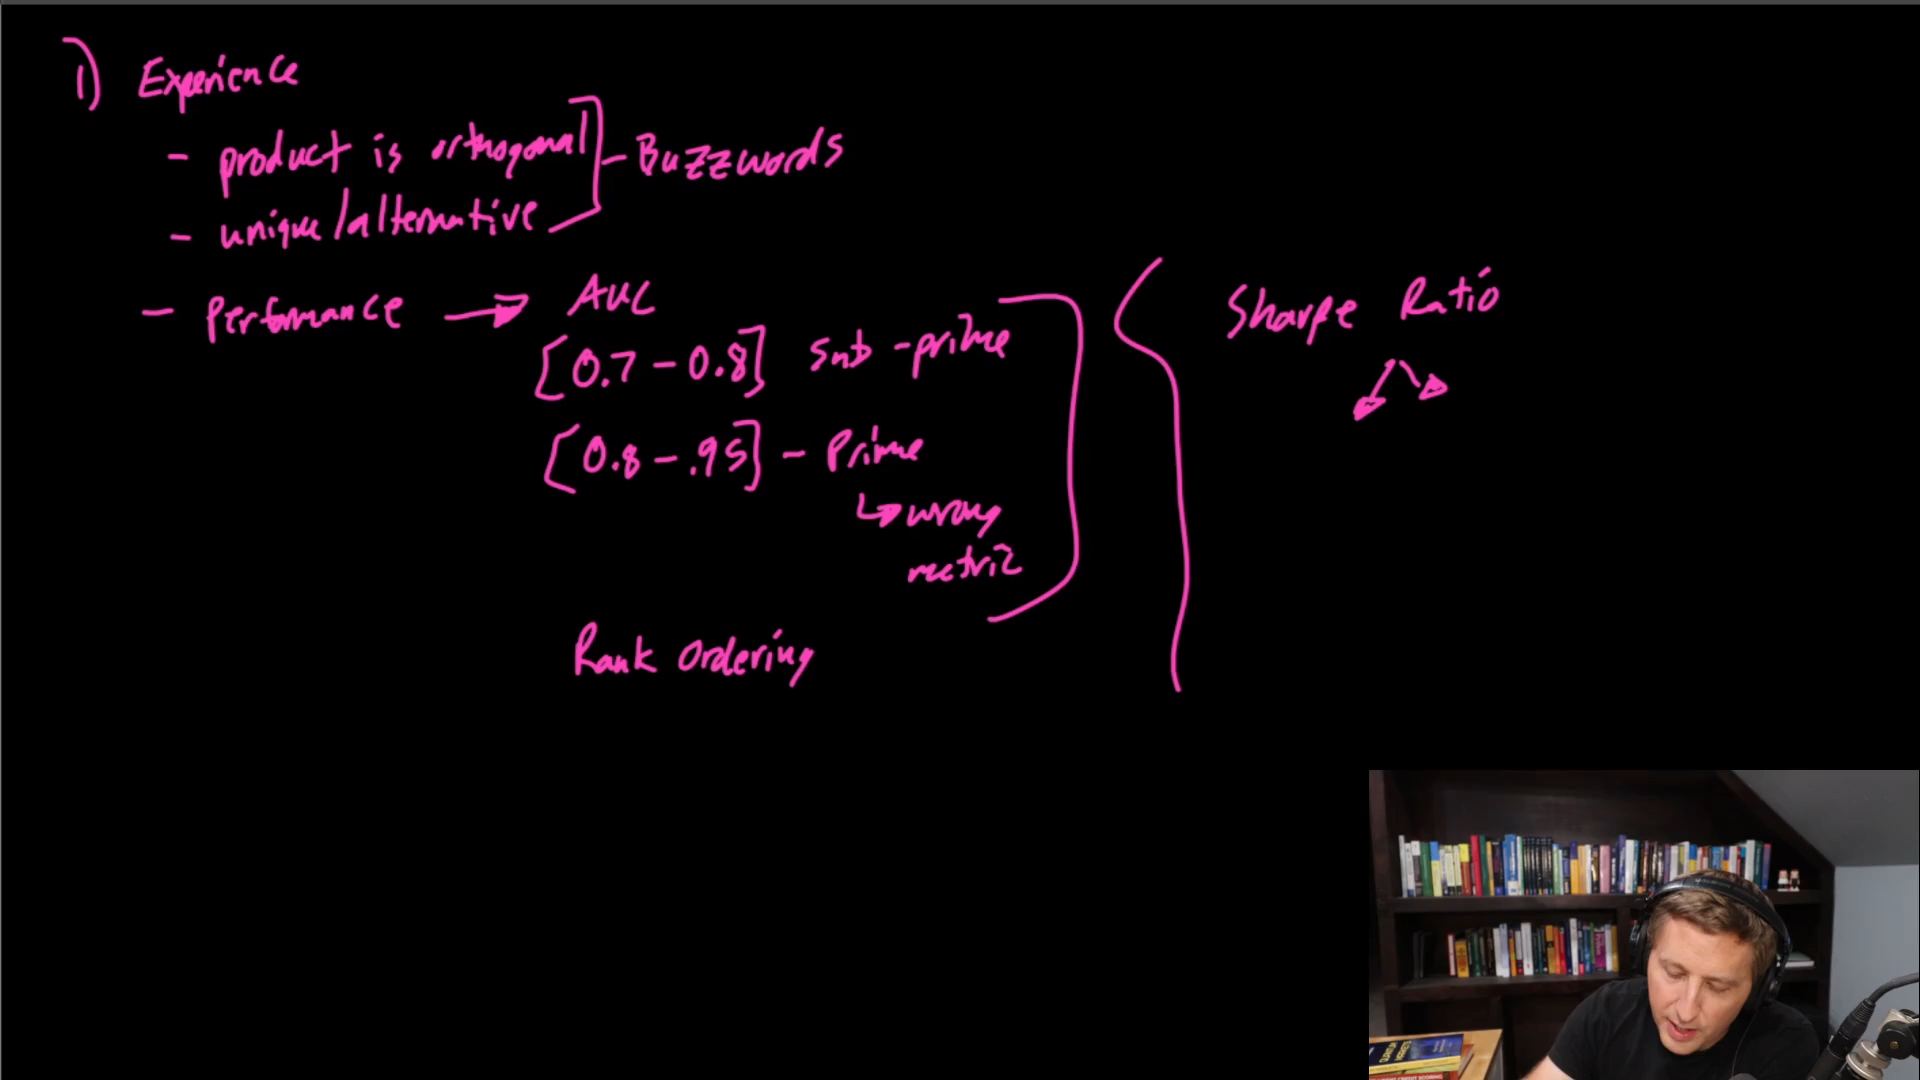 1) Experience
- product is orthogonal
- unique/alternative
- Buzzwords
- Performance → AUC
[0.7 - 0.8] sub-prime
[0.8 - .95] - Prime
↳ wrong
metric
Rank Ordering
Sharpe Ratio
QUANTUM